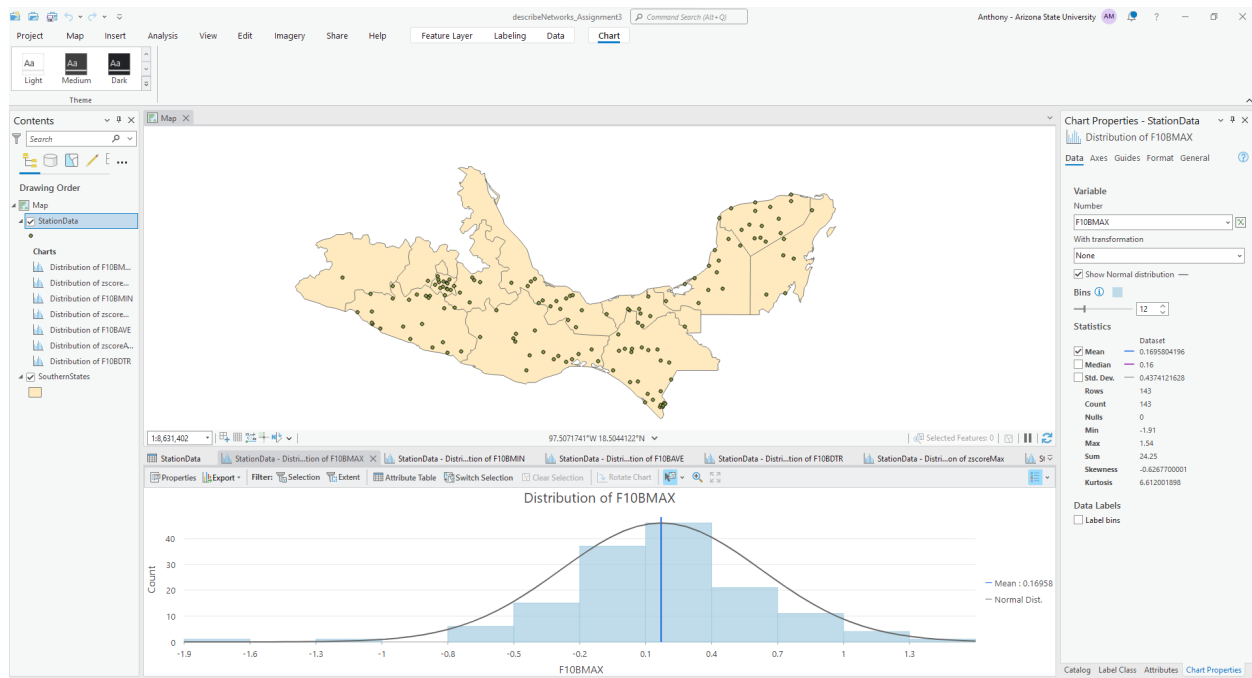 describeNetworks_Assignment3
Command Search (Alt+Q)
Anthony - Arizona State University
AM
?
Project Map Insert Analysis View Edit Imagery Share Help Feature Layer Labeling Data Chart
Aa Aa Aa
Light Medium Dark
Theme
Contents
Search
Drawing Order
Map
StationData
Charts
Distribution of F10BM...
Distribution of zscore...
Distribution of F10BMIN
Distribution of zscore...
Distribution of F10BAVE
Distribution of zscoreA...
Distribution of F10BDTR
SouthernStates
Map
1:8,631,402
97.5071741°W 18.5044122°N
Selected Features: 0
StationData
StationData - Distri...tion of F10BMAX
StationData - Distri...tion of F10BMIN
StationData - Distri...tion of F10BAVE
StationData - Distri...tion of F10BDTR
StationData - Distri...on of zscoreMax
Properties Export Filter: Selection Extent Attribute Table Switch Selection Clear Selection Rotate Chart
Distribution of F10BMAX
Count
40
30
20
10
0
-1.9 -1.6 -1.3 -1 -0.8 -0.5 -0.2 0.1 0.4 0.7 1 1.3
F10BMAX
Mean : 0.16958
Normal Dist.
Chart Properties - StationData
Distribution of F10BMAX
Data Axes Guides Format General
Variable
Number
F10BMAX
With transformation
None
Show Normal distribution
Bins
12
Statistics
Dataset
Mean 0.1695804196
Median 0.16
Std. Dev. 0.4374121628
Rows 143
Count 143
Nulls 0
Min -1.91
Max 1.54
Sum 24.25
Skewness -0.6267700001
Kurtosis 6.612001898
Data Labels
Label bins
Catalog Label Class Attributes Chart Properties